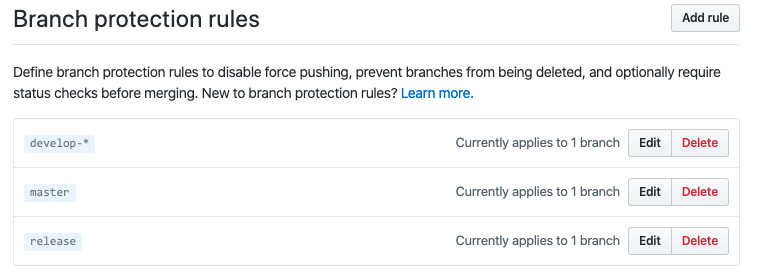 Branch protection rules
Add rule
Define branch protection rules to disable force pushing, prevent branches from being deleted, and optionally require
status checks before merging. New to branch protection rules? Learn more.
develop-* Currently applies to 1 branch Edit Delete
master Currently applies to 1 branch Edit Delete
release Currently applies to 1 branch Edit Delete